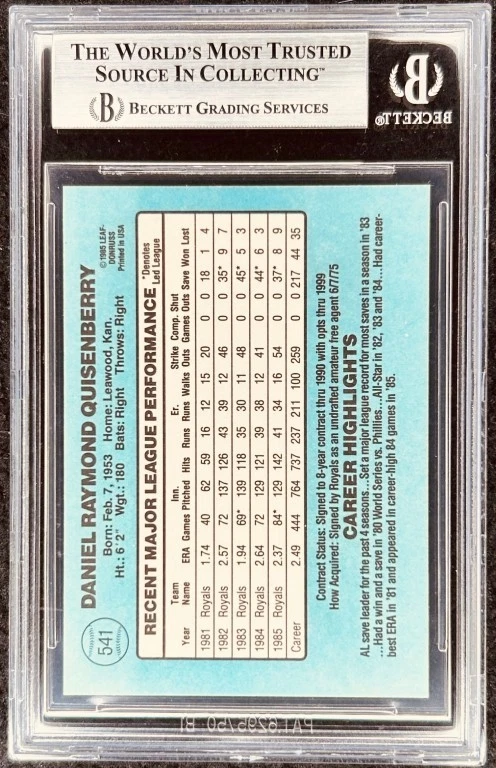 THE WORLD'S MOST TRUSTED
SOURCE IN COLLECTING™
B BECKETT GRADING SERVICES
B
BECKETT®
541
DANIEL RAYMOND QUISENBERRY
Born: Feb. 7, 1953 Home: Leawood, Kan.
Ht.: 6' 2" Wgt.: 180 Bats: Right Throws: Right
©1985 LEAF-
DONRUSS
Printed in USA
RECENT MAJOR LEAGUE PERFORMANCE
*Denotes
Led League
Team Inn. Er. Strike Comp. Shut
Year Name ERA Games Pitched Hits Runs Runs Walks Outs Games Outs Save Won Lost
1981 Royals 1.74 40 62 59 16 12 15 20 0 0 18 1 4
1982 Royals 2.57 72 137 126 43 39 12 46 0 0 35* 9 7
1983 Royals 1.94 69* 139 118 35 30 11 48 0 0 45* 5 3
1984 Royals 2.64 72 129 121 39 38 12 41 0 0 44* 6 3
1985 Royals 2.37 84* 129 142 41 34 16 54 0 0 37* 8 9
Career 2.49 444 764 737 237 211 100 259 0 0 217 44 35
Contract Status: Signed to 8-year contract thru 1990 with opts thru 1999
How Acquired: Signed by Royals as an undrafted amateur free agent 6/7/75
CAREER HIGHLIGHTS
AL save leader for the past 4 seasons...Set a major league record for most saves in a season in '83
...Had a win and a save in '80 World Series vs. Phillies...All-Star in '82, '83 and '84...Had career-
best ERA in '81 and appeared in career-high 84 games in '85.